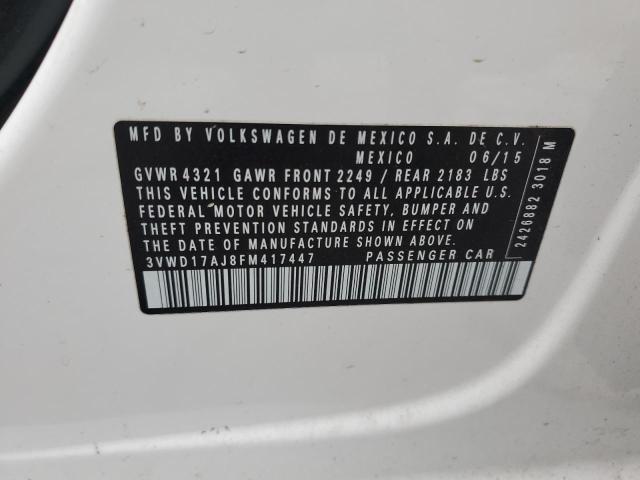 MFD BY VOLKSWAGEN DE MEXICO S.A. DE C.V.
MEXICO 06/15
GVWR 4321 GAWR FRONT 2249 / REAR 2183 LBS
THIS VEHICLE CONFORMS TO ALL APPLICABLE U.S.
FEDERAL MOTOR VEHICLE SAFETY, BUMPER AND
THEFT PREVENTION STANDARDS IN EFFECT ON
THE DATE OF MANUFACTURE SHOWN ABOVE.
3VWD17AJ8FM417447 PASSENGER CAR
2426882 3018 M